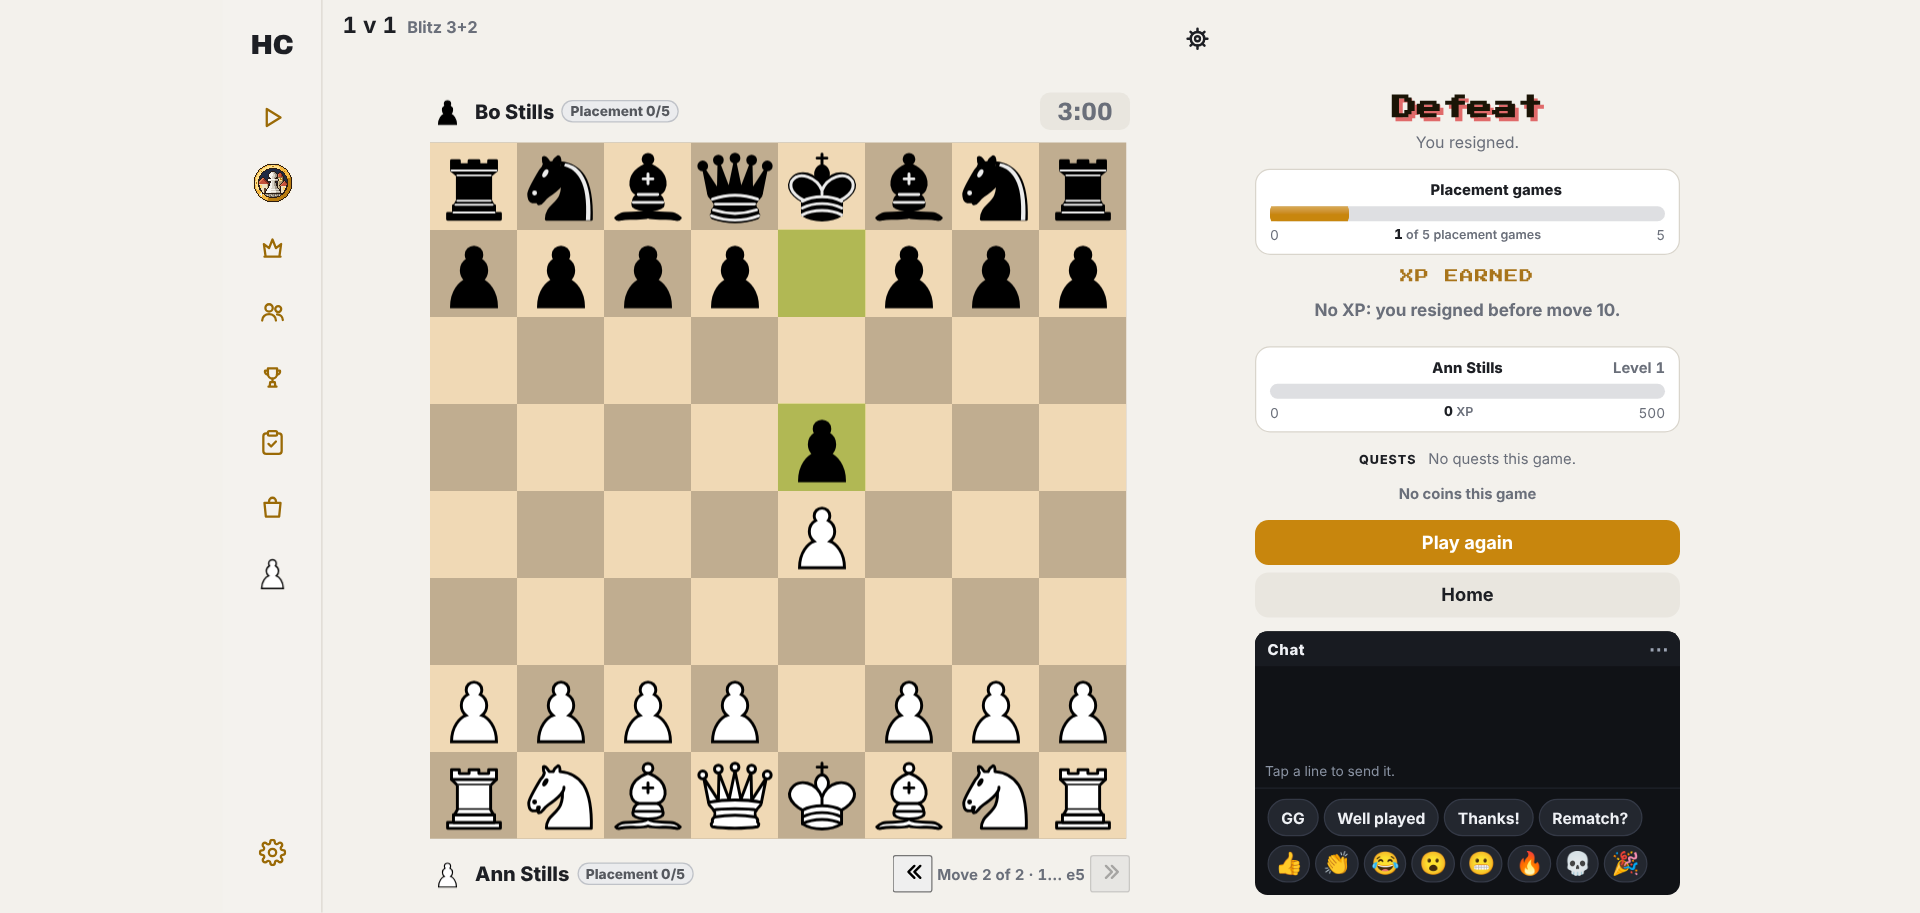 HC
1 v 1 Blitz 3+2
Bo Stills Placement 0/5 3:00
Ann Stills Placement 0/5
Move 2 of 2 · 1... e5
Defeat
You resigned.
Placement games
0 1 of 5 placement games 5
XP EARNED
No XP: you resigned before move 10.
Ann Stills Level 1
0 0 XP 500
QUESTS No quests this game.
No coins this game
Play again
Home
Chat
Tap a line to send it.
GG Well played Thanks! Rematch?